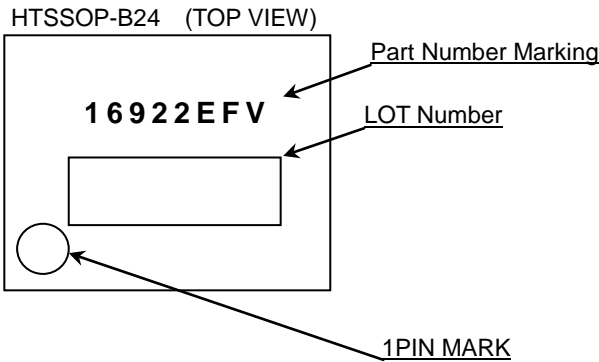 HTSSOP-B24 (TOP VIEW)
Part Number Marking
16922EFV
LOT Number
1PIN MARK